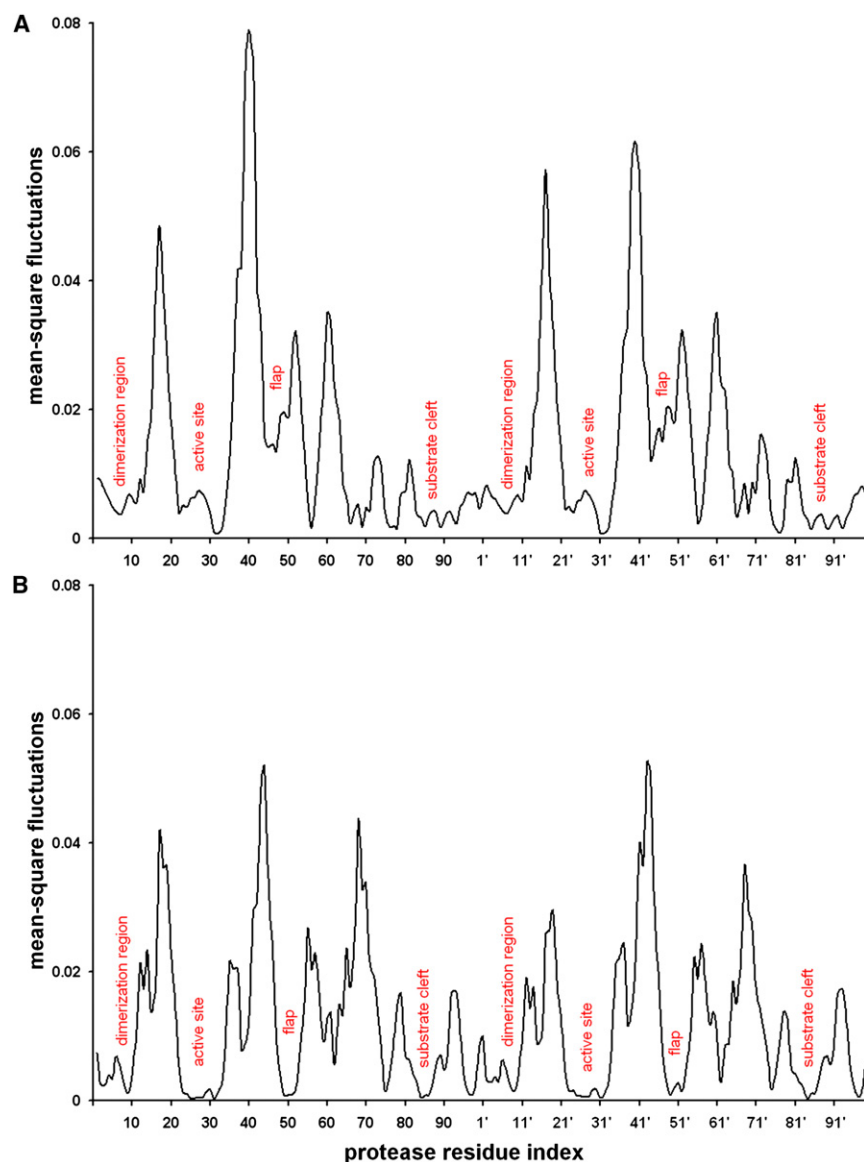 A
mean-square fluctuations
0.08
0.06
0.04
0.02
0
dimerization region
active site
flap
substrate cleft
dimerization region
active site
flap
substrate cleft
10 20 30 40 50 60 70 80 90 1' 11' 21' 31' 41' 51' 61' 71' 81' 91'
B
mean-square fluctuations
0.08
0.06
0.04
0.02
0
dimerization region
active site
flap
substrate cleft
dimerization region
active site
flap
substrate cleft
10 20 30 40 50 60 70 80 90 1' 11' 21' 31' 41' 51' 61' 71' 81' 91'
protease residue index